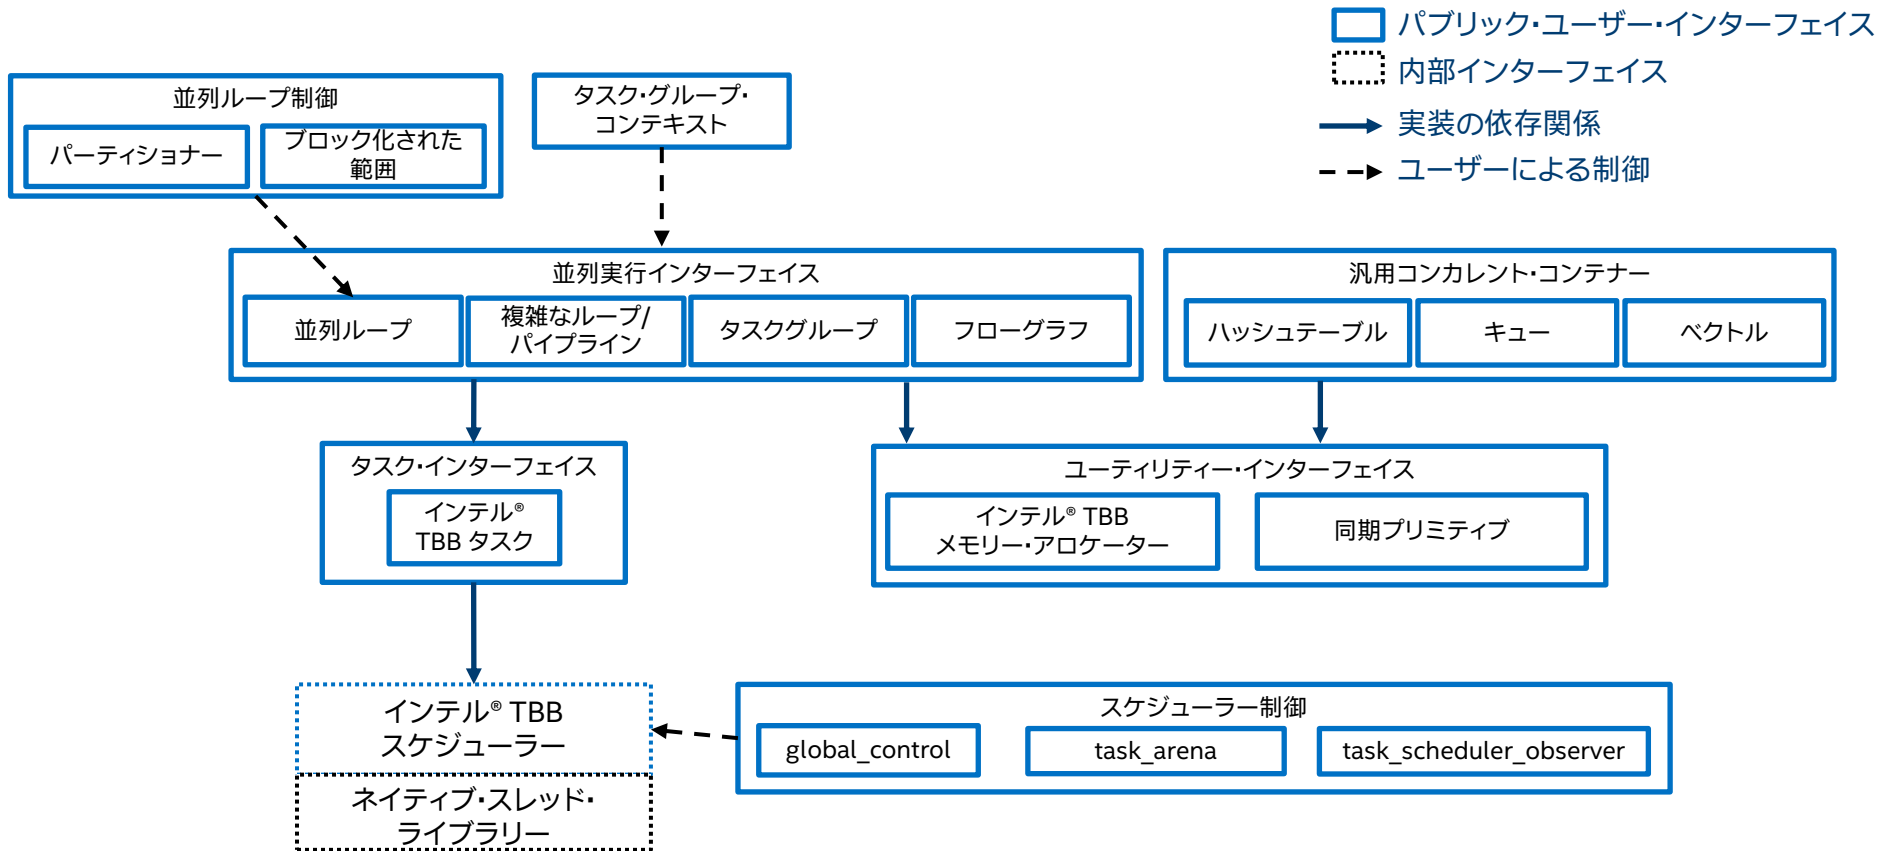 パブリック・ユーザー・インターフェイス
内部インターフェイス
実装の依存関係
ユーザーによる制御
並列ループ制御
パーティショナー
ブロック化された
範囲
タスク・グループ・
コンテキスト
並列実行インターフェイス
並列ループ
複雑なループ/
パイプライン
タスクグループ
フローグラフ
汎用コンカレント・コンテナー
ハッシュテーブル
キュー
ベクトル
タスク・インターフェイス
インテル®
TBB タスク
ユーティリティー・インターフェイス
インテル® TBB
メモリー・アロケーター
同期プリミティブ
インテル® TBB
スケジューラー
ネイティブ・スレッド・
ライブラリー
スケジューラー制御
global_control
task_arena
task_scheduler_observer